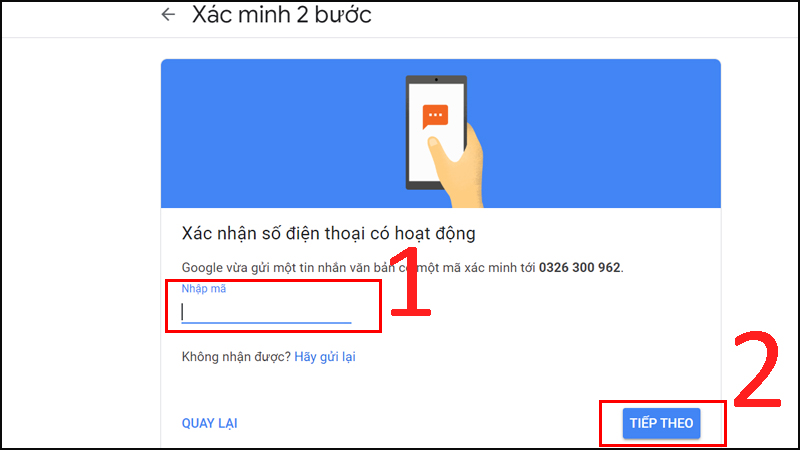 Xác minh 2 bước
Xác nhận số điện thoại có hoạt động
Google vừa gửi một tin nhắn văn bản có một mã xác minh tới 0326 300 962.
1
Nhập mã
Không nhận được? Hãy gửi lại
2
QUAY LẠI
TIẾP THEO